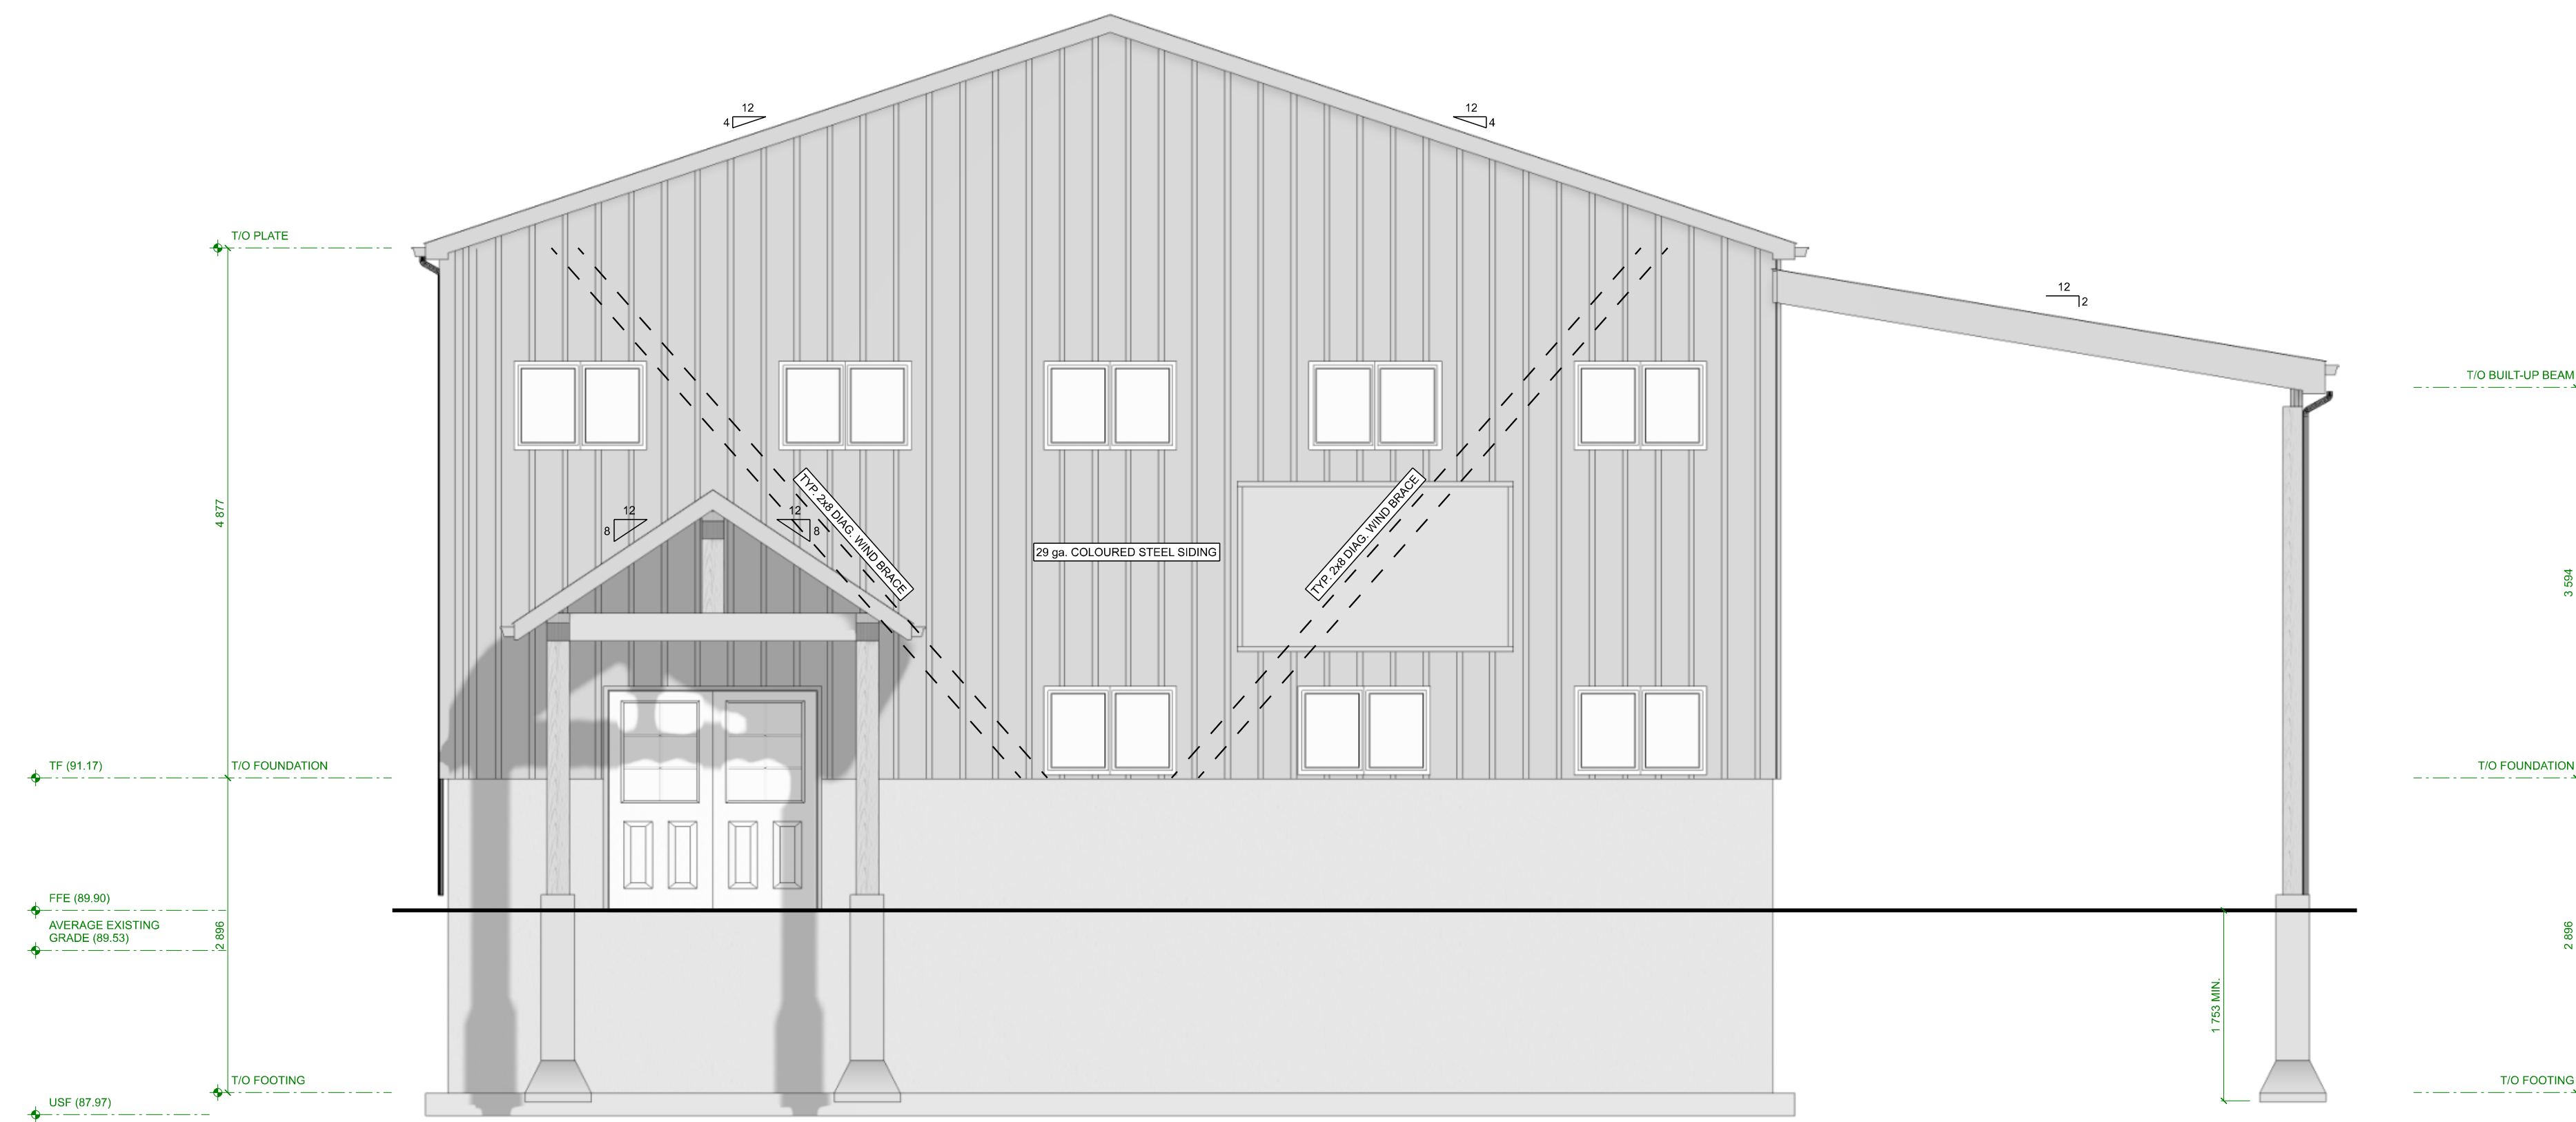 12
4
12
4
T/O PLATE
12
2
T/O BUILT-UP BEAM
TYP. 2x8 DIAG. WIND BRACE
TYP. 2x8 DIAG. WIND BRACE
4 877
12
8
12
8
29 ga. COLOURED STEEL SIDING
3 594
TF (91.17)
T/O FOUNDATION
T/O FOUNDATION
FFE (89.90)
AVERAGE EXISTING
GRADE (89.53)
2 896
2 896
1 753 MIN.
T/O FOOTING
T/O FOOTING
USF (87.97)